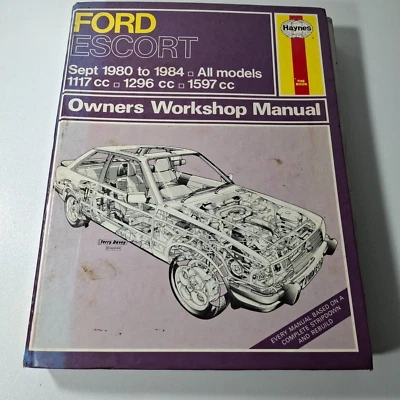 FORD
ESCORT
Haynes
Sept 1980 to 1984 □ All models
1117 cc □ 1296 cc □ 1597 cc
Owners Workshop Manual
Terry Davey
EVERY MANUAL BASED ON A
COMPLETE STRIPDOWN
AND REBUILD